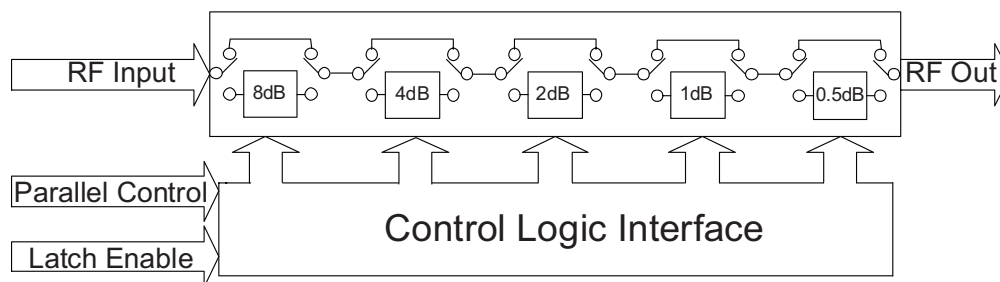 RF Input
8dB
4dB
2dB
1dB
0.5dB
RF Out
Parallel Control
Control Logic Interface
Latch Enable